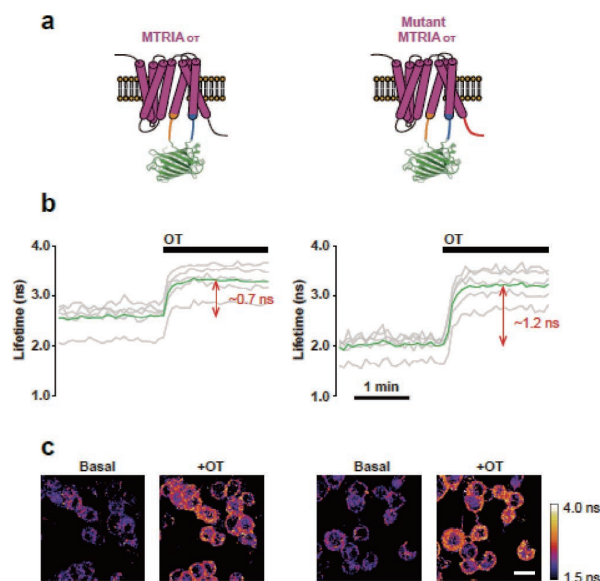 a
MTRIA OT
Mutant
MTRIA OT
b
OT
OT
4.0
3.0
2.0
1.0
Lifetime (ns)
~0.7 ns
4.0
3.0
2.0
1.0
Lifetime (ns)
~1.2 ns
1 min
c
Basal
+OT
Basal
+OT
4.0 ns
1.5 ns